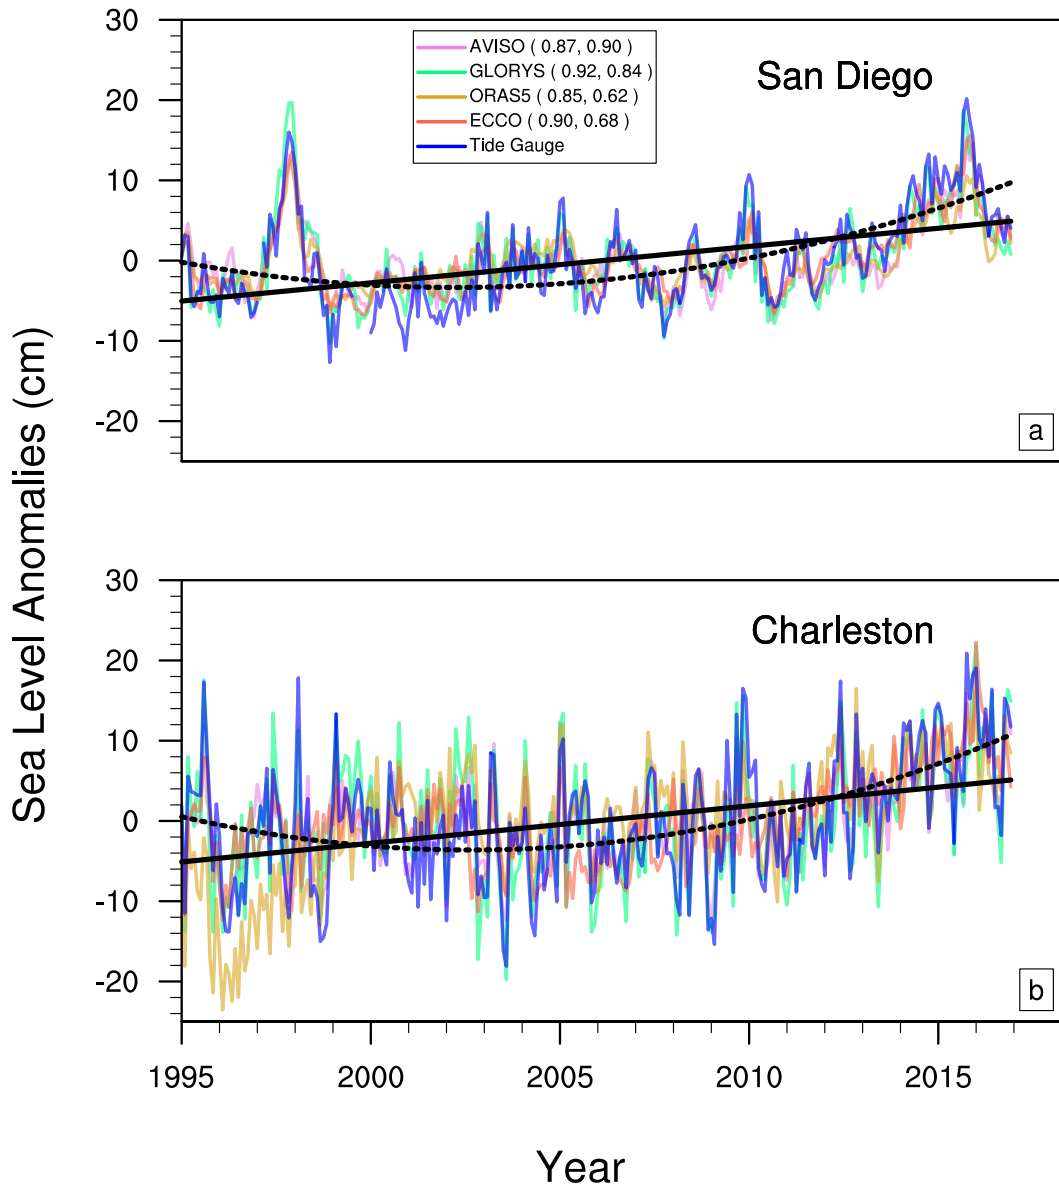 30
20
10
0
-10
-20
AVISO ( 0.87, 0.90 )
GLORYS ( 0.92, 0.84 )
ORAS5 ( 0.85, 0.62 )
ECCO ( 0.90, 0.68 )
Tide Gauge
San Diego
a
Sea Level Anomalies (cm)
30
20
10
0
-10
-20
Charleston
b
1995
2000
2005
2010
2015
Year